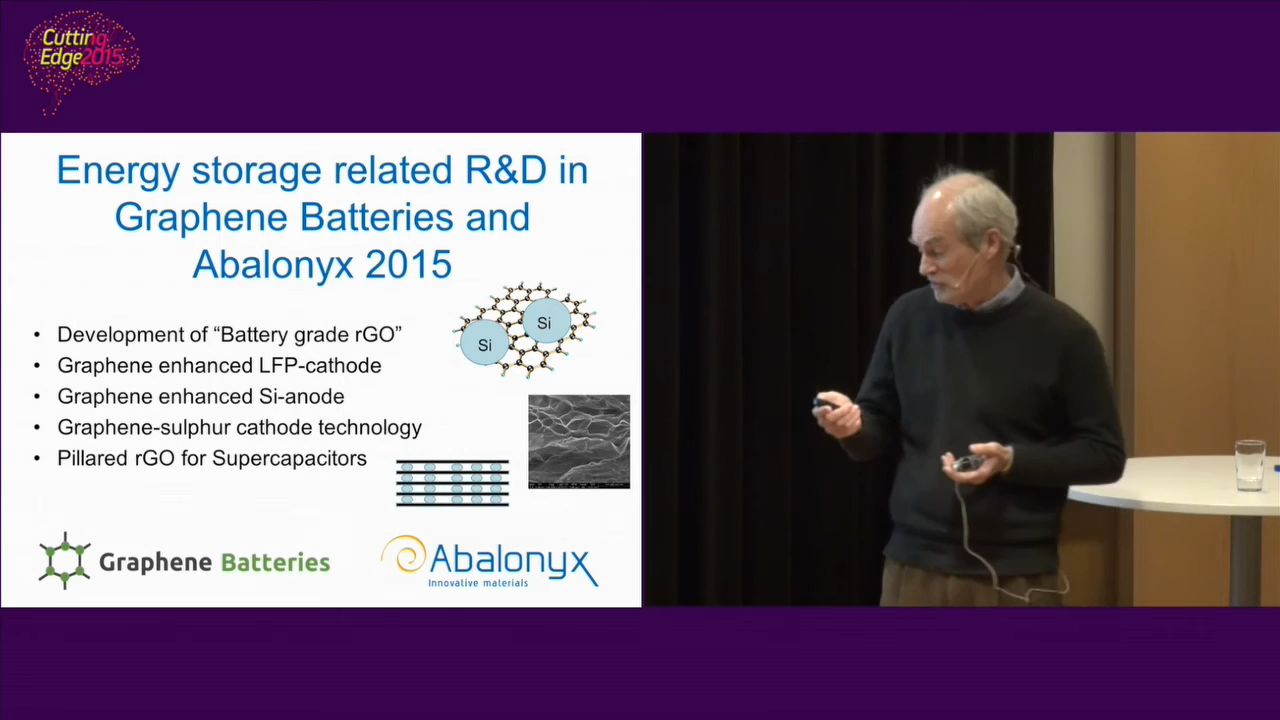 Cutting
Edge2015
Energy storage related R&D in
Graphene Batteries and
Abalonyx 2015
• Development of “Battery grade rGO”
• Graphene enhanced LFP-cathode
• Graphene enhanced Si-anode
• Graphene-sulphur cathode technology
• Pillared rGO for Supercapacitors
Si
Si
Graphene Batteries
Abalonyx
Innovative materials